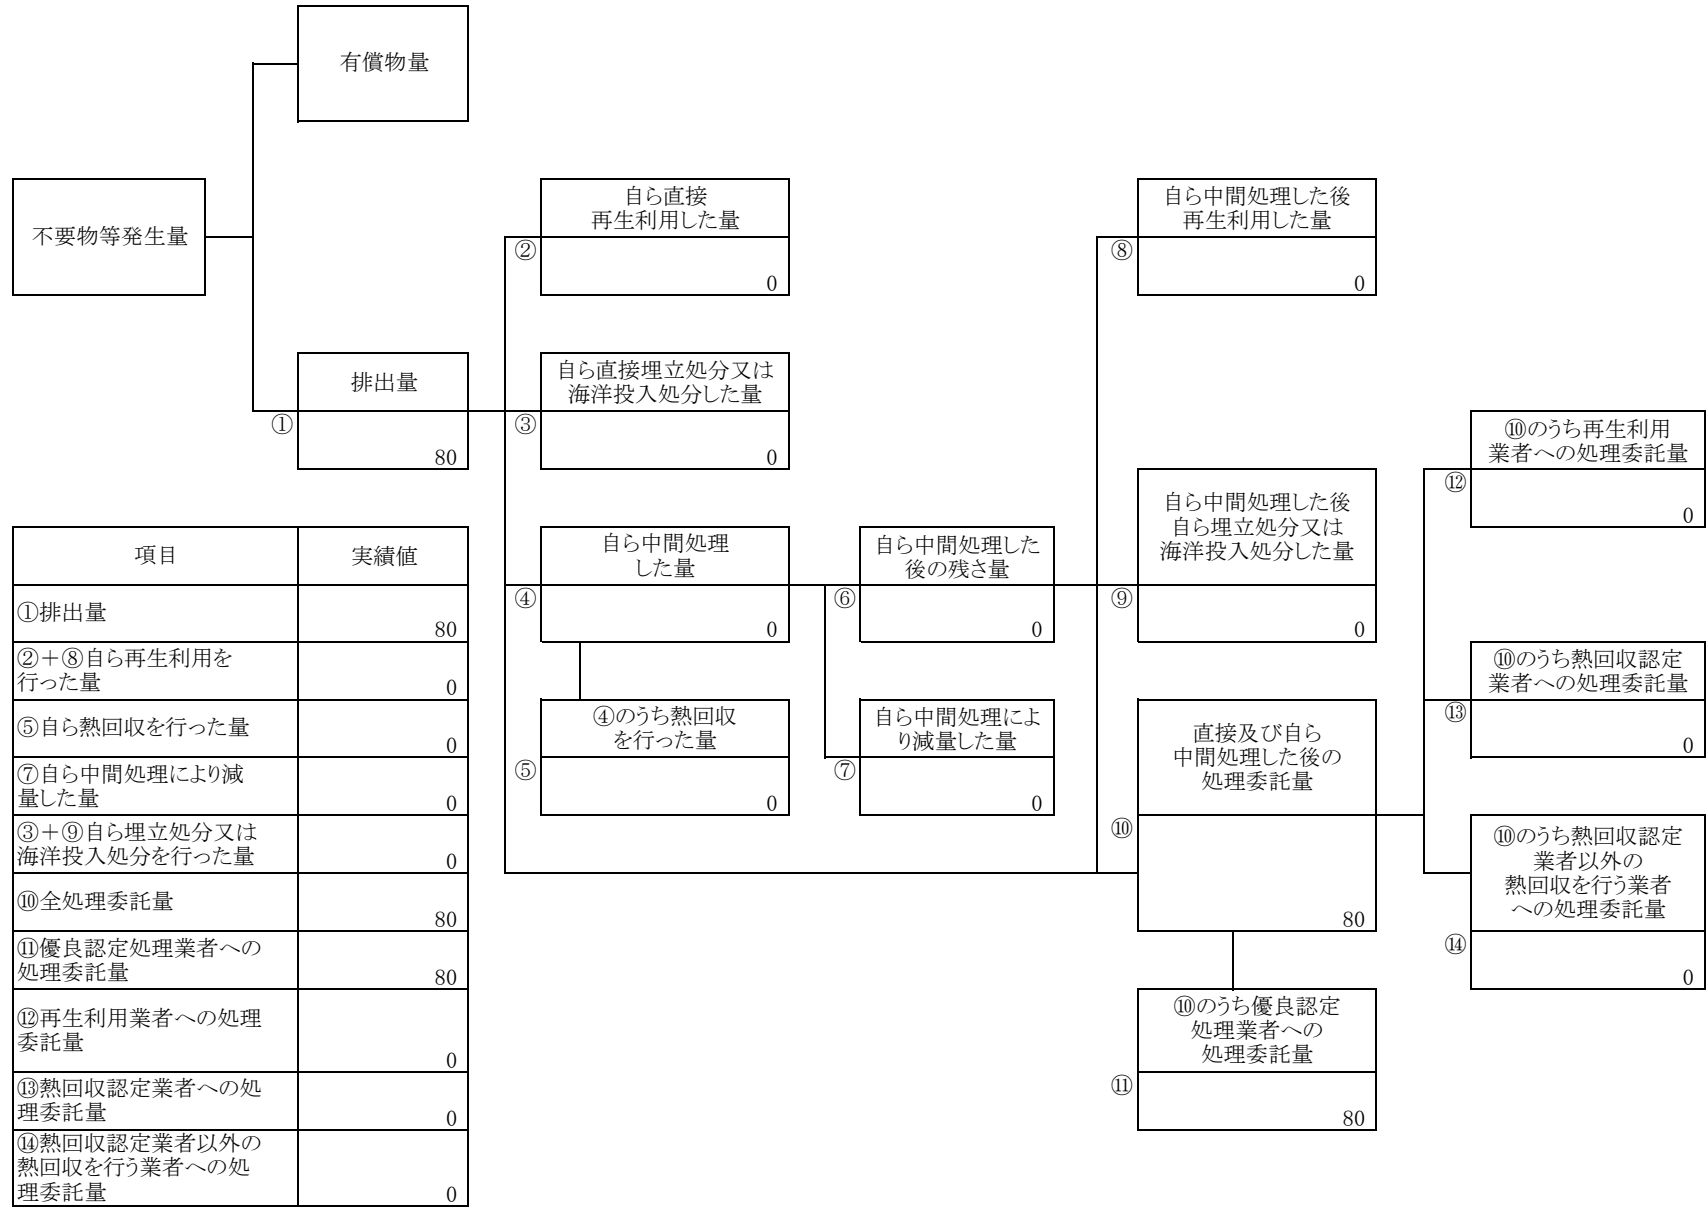 有償物量
不要物等発生量
自ら直接
再生利用した量
②
0
自ら中間処理した後
再生利用した量
⑧
0
排出量
①
80
自ら直接埋立処分又は
海洋投入処分した量
③
0
⑩のうち再生利用
業者への処理委託量
⑫
0
自ら中間処理した後
自ら埋立処分又は
海洋投入処分した量
⑨
0
自ら中間処理
した量
④
0
自ら中間処理した
後の残さ量
⑥
0
⑩のうち熱回収認定
業者への処理委託量
⑬
0
④のうち熱回収
を行った量
⑤
0
自ら中間処理によ
り減量した量
⑦
0
直接及び自ら
中間処理した後の
処理委託量
⑩
80
⑩のうち熱回収認定
業者以外の
熱回収を行う業者
への処理委託量
⑭
0
⑩のうち優良認定
処理業者への
処理委託量
⑪
80
項目 実績値
①排出量
80
②＋⑧自ら再生利用を
行った量
0
⑤自ら熱回収を行った量
0
⑦自ら中間処理により減
量した量
0
③＋⑨自ら埋立処分又は
海洋投入処分を行った量
0
⑩全処理委託量
80
⑪優良認定処理業者への
処理委託量
80
⑫再生利用業者への処理
委託量
0
⑬熱回収認定業者への処
理委託量
0
⑭熱回収認定業者以外の
熱回収を行う業者への処
理委託量
0